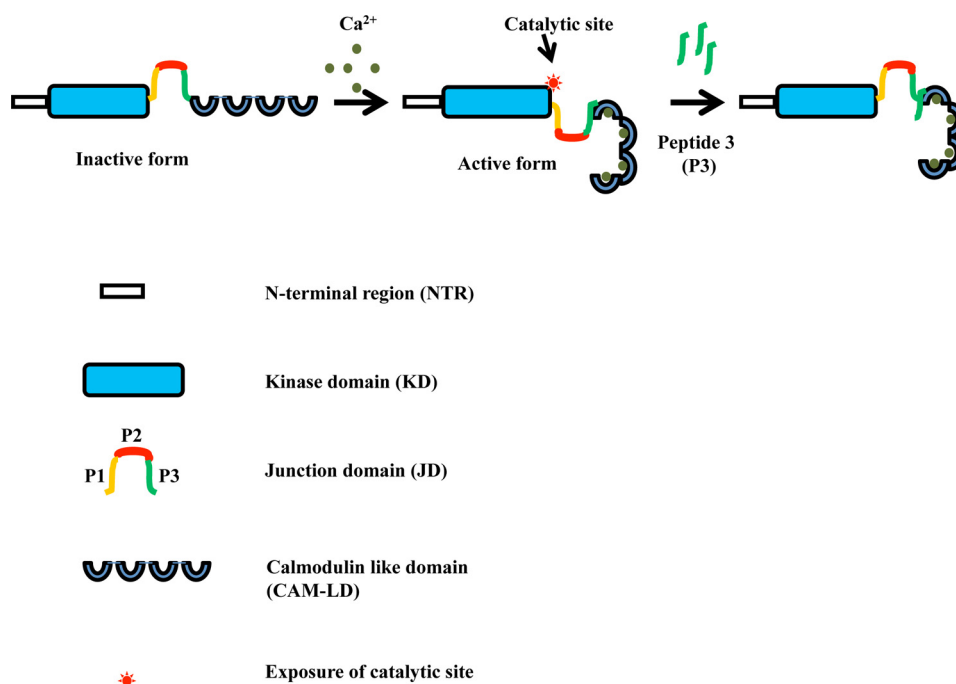 Ca²⁺
Catalytic site
Inactive form
Active form
Peptide 3
(P3)
N-terminal region (NTR)
Kinase domain (KD)
P2
P1
P3
Junction domain (JD)
Calmodulin like domain
(CAM-LD)
Exposure of catalytic site